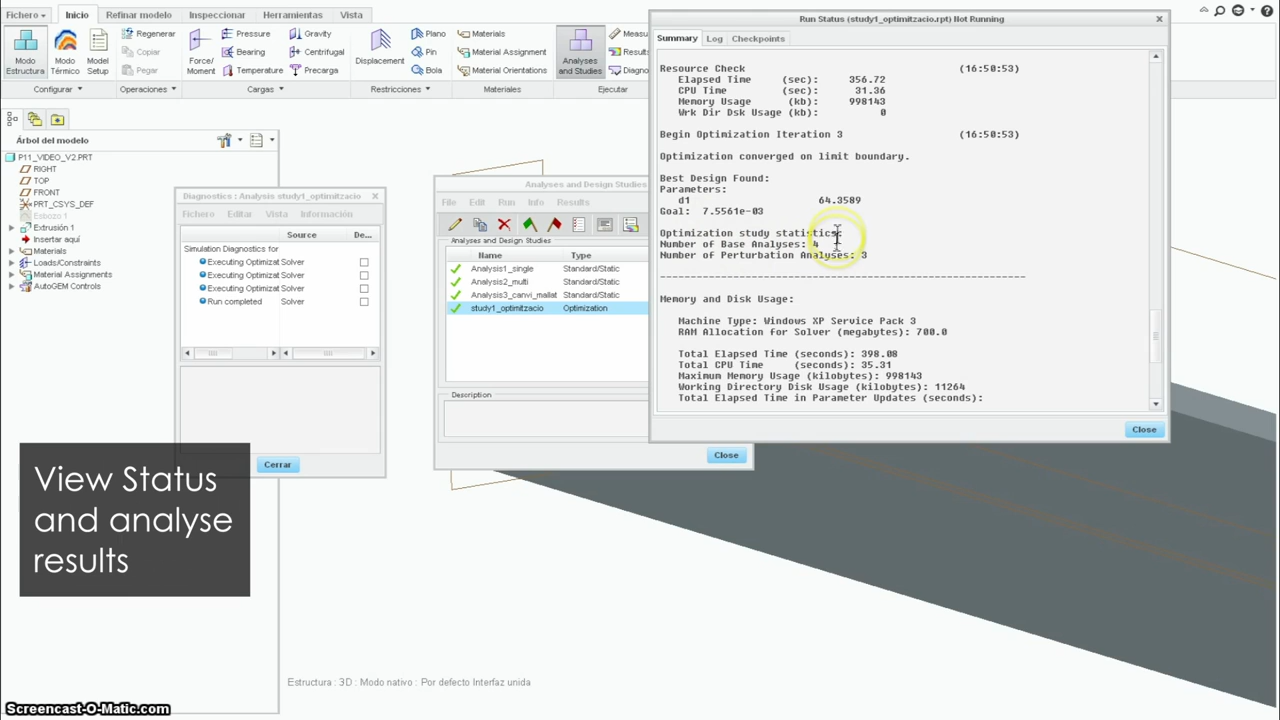 Fichero
Inicio
Refinar modelo
Inspeccionar
Herramientas
Vista
Modo Estructura
Modo Térmico
Model Setup
Configurar
Regenerar
Copiar
Pegar
Operaciones
Force/ Moment
Pressure
Bearing
Temperature
Gravity
Centrifugal
Precarga
Cargas
Displacement
Plano
Pin
Bola
Restricciones
Materials
Material Assignment
Material Orientations
Materiales
Analyses and Studies
Measu
Results
Diagno
Ejecutar
Árbol del modelo
P11_VIDEO_V2.PRT
RIGHT
TOP
FRONT
PRT_CSYS_DEF
Esbozo 1
Extrusión 1
Insertar aquí
Materials
Loads/Constraints
Material Assignments
AutoGEM Controls
Diagnostics : Analysis study1_optimitzacio
Fichero Editar Vista Información
Source De...
Simulation Diagnostics for
Executing Optimizat Solver
Executing Optimizat Solver
Executing Optimizat Solver
Run completed Solver
Cerrar
Analyses and Design Studies
File Edit Run Info Results
Analyses and Design Studies
Name Type
Analysis1_single Standard/Static
Analysis2_multi Standard/Static
Analysis3_canvi_mallat Standard/Static
study1_optimitzacio Optimization
Description
Close
Run Status (study1_optimitzacio.rpt) Not Running
Summary Log Checkpoints
Resource Check (16:50:53)
Elapsed Time (sec): 356.72
CPU Time (sec): 31.36
Memory Usage (kb): 998143
Wrk Dir Dsk Usage (kb): 0
Begin Optimization Iteration 3 (16:50:53)
Optimization converged on limit boundary.
Best Design Found:
Parameters:
d1 64.3589
Goal: 7.5561e-03
Optimization study statistics:
Number of Base Analyses: 4
Number of Perturbation Analyses: 3
-------------------------------------------------------------
Memory and Disk Usage:
Machine Type: Windows XP Service Pack 3
RAM Allocation for Solver (megabytes): 700.0
Total Elapsed Time (seconds): 398.08
Total CPU Time (seconds): 35.31
Maximum Memory Usage (kilobytes): 998143
Working Directory Disk Usage (kilobytes): 11264
Total Elapsed Time in Parameter Updates (seconds):
Close
View Status
and analyse
results
Estructura : 3D : Modo nativo : Por defecto Interfaz unida
Screencast-O-Matic.com